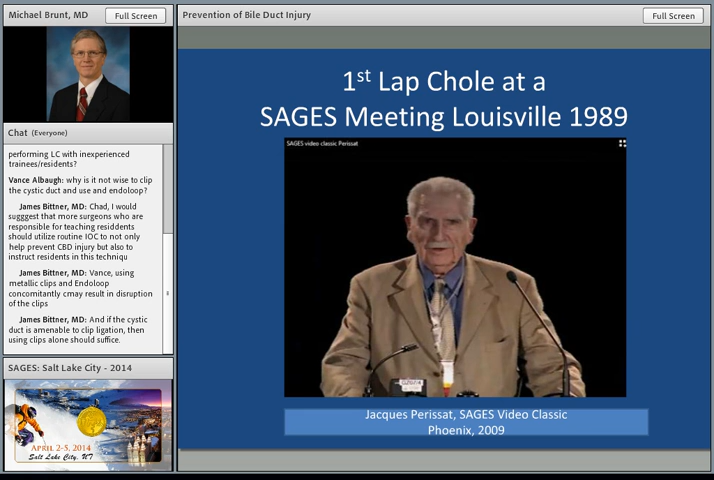 Michael Brunt, MD
Full Screen
Chat (Everyone)
performing LC with inexperienced
trainees/residents?
Vance Albaugh: why is it not wise to clip
the cystic duct and use and endoloop?
James Bittner, MD: Chad, I would
sugggest that more surgeons who are
responsible for teaching residdents
should utilize routine IOC to not only
help prevent CBD injury but also to
instruct residents in this techniqu
James Bittner, MD: Vance, using
metallic clips and Endoloop
concomitantly cmay result in disruption
of the clips
James Bittner, MD: And if the cystic
duct is amenable to clip ligation, then
using clips alone should suffice.
SAGES: Salt Lake City - 2014
APRIL 2-5, 2014
Salt Lake City, UT
Prevention of Bile Duct Injury
Full Screen
1st Lap Chole at a
SAGES Meeting Louisville 1989
SAGES video classic Perissat
Jacques Perissat, SAGES Video Classic
Phoenix, 2009